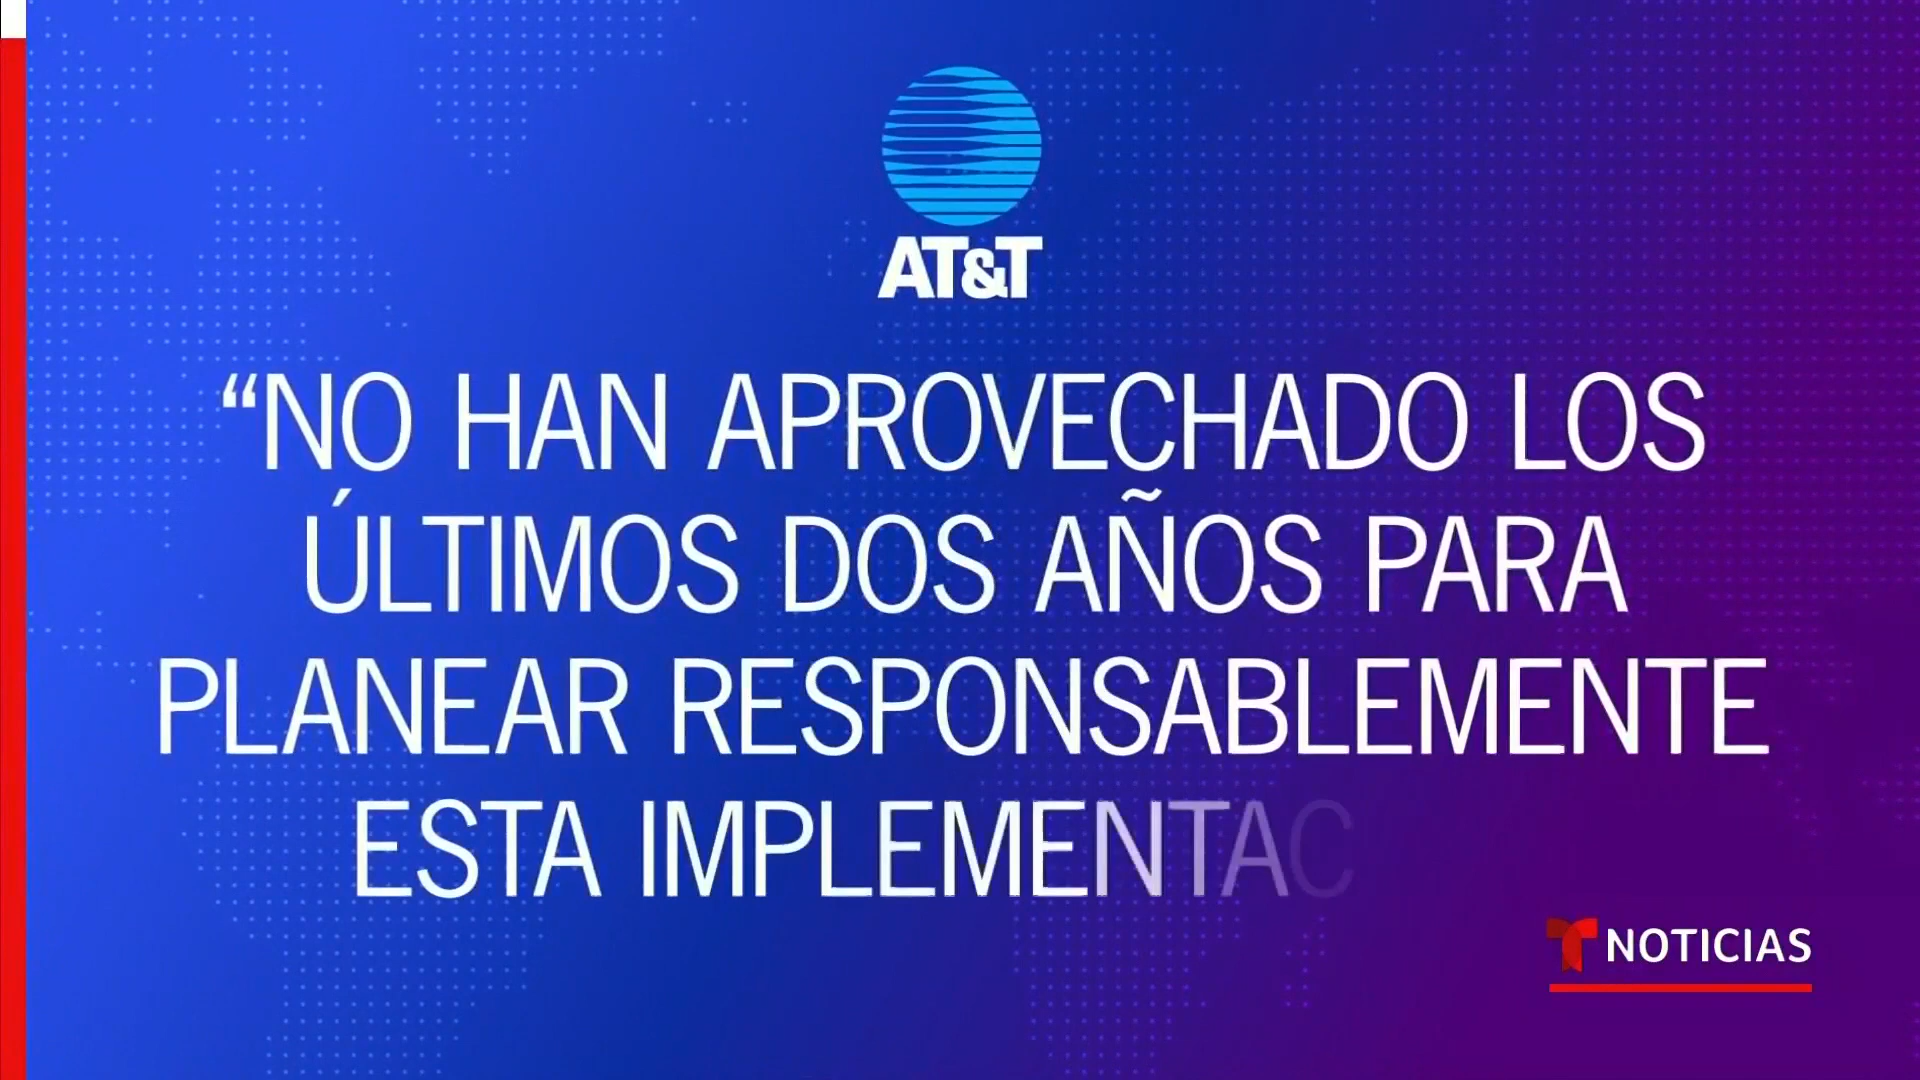 AT&T
“NO HAN APROVECHADO LOS
ÚLTIMOS DOS AÑOS PARA
PLANEAR RESPONSABLEMENTE
ESTA IMPLEMENTAC
NOTICIAS